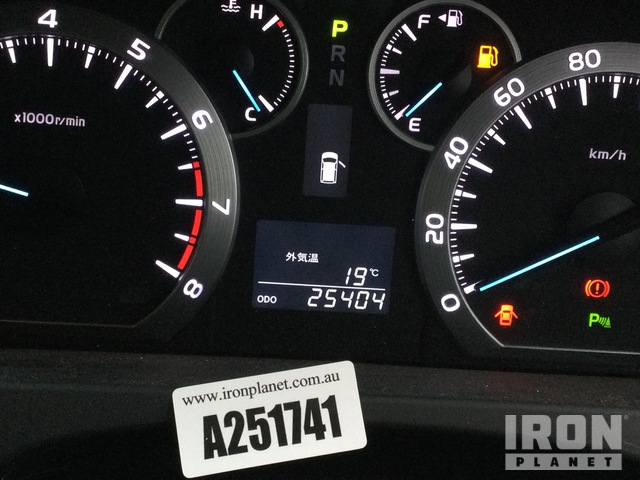 4
5
6
7
8
x1000r/min
H
C
P
R
N
F
E
0
20
40
60
80
km/h
外気温
19℃
ODO 25404
P
www.ironplanet.com.au
A251741
IRON
PLANET